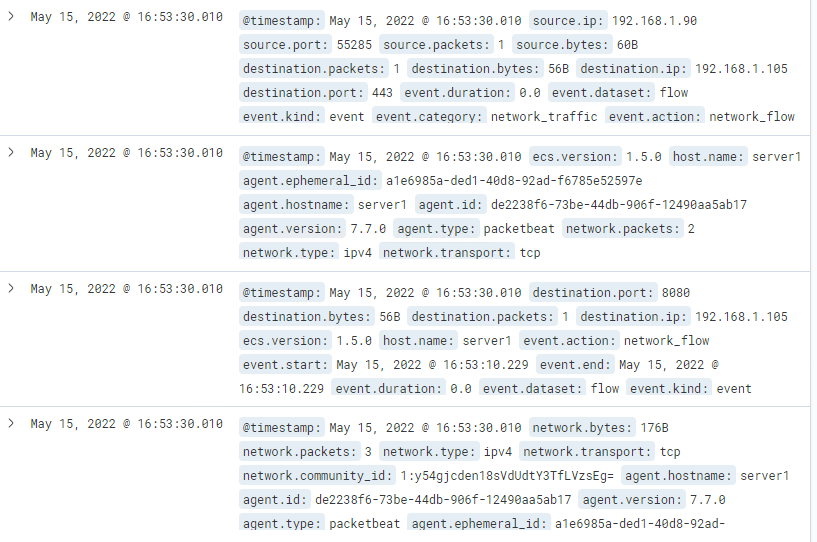 May 15, 2022 @ 16:53:30.010 @timestamp: May 15, 2022 @ 16:53:30.010 source.ip: 192.168.1.90
source.port: 55285 source.packets: 1 source.bytes: 60B
destination.packets: 1 destination.bytes: 56B destination.ip: 192.168.1.105
destination.port: 443 event.duration: 0.0 event.dataset: flow
event.kind: event event.category: network_traffic event.action: network_flow
May 15, 2022 @ 16:53:30.010 @timestamp: May 15, 2022 @ 16:53:30.010 ecs.version: 1.5.0 host.name: server1
agent.ephemeral_id: a1e6985a-ded1-40d8-92ad-f6785e52597e
agent.hostname: server1 agent.id: de2238f6-73be-44db-906f-12490aa5ab17
agent.version: 7.7.0 agent.type: packetbeat network.packets: 2
network.type: ipv4 network.transport: tcp
May 15, 2022 @ 16:53:30.010 @timestamp: May 15, 2022 @ 16:53:30.010 destination.port: 8080
destination.bytes: 56B destination.packets: 1 destination.ip: 192.168.1.105
ecs.version: 1.5.0 host.name: server1 event.action: network_flow
event.start: May 15, 2022 @ 16:53:10.229 event.end: May 15, 2022 @
16:53:10.229 event.duration: 0.0 event.dataset: flow event.kind: event
May 15, 2022 @ 16:53:30.010 @timestamp: May 15, 2022 @ 16:53:30.010 network.bytes: 176B
network.packets: 3 network.type: ipv4 network.transport: tcp
network.community_id: 1:y54gjcden18sVdUdtY3TfLVzsEg= agent.hostname: server1
agent.id: de2238f6-73be-44db-906f-12490aa5ab17 agent.version: 7.7.0
agent.type: packetbeat agent.ephemeral_id: a1e6985a-ded1-40d8-92ad-